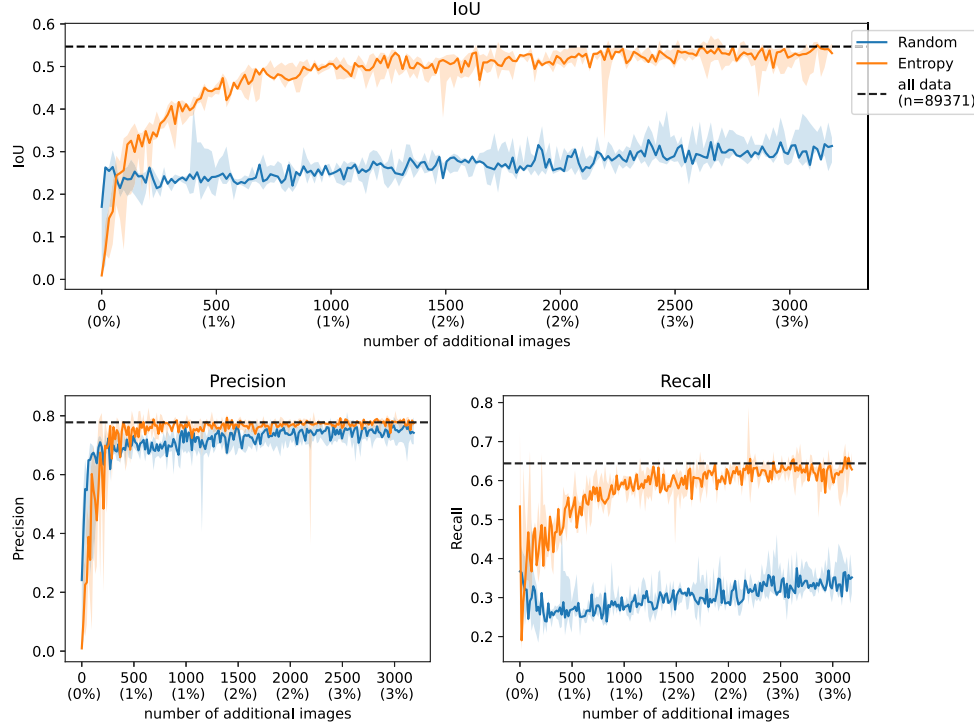 IoU
0.6
0.5
0.4
0.3
0.2
0.1
0.0
IoU
Random
Entropy
all data
(n=89371)
0 500 1000 1500 2000 2500 3000
(0%) (1%) (1%) (2%) (2%) (3%) (3%)
number of additional images
Precision
0.8
0.6
0.4
0.2
0.0
Precision
0 500 1000 1500 2000 2500 3000
(0%) (1%) (1%) (2%) (2%) (3%) (3%)
number of additional images
Recall
0.8
0.7
0.6
0.5
0.4
0.3
0.2
Recall
0 500 1000 1500 2000 2500 3000
(0%) (1%) (1%) (2%) (2%) (3%) (3%)
number of additional images